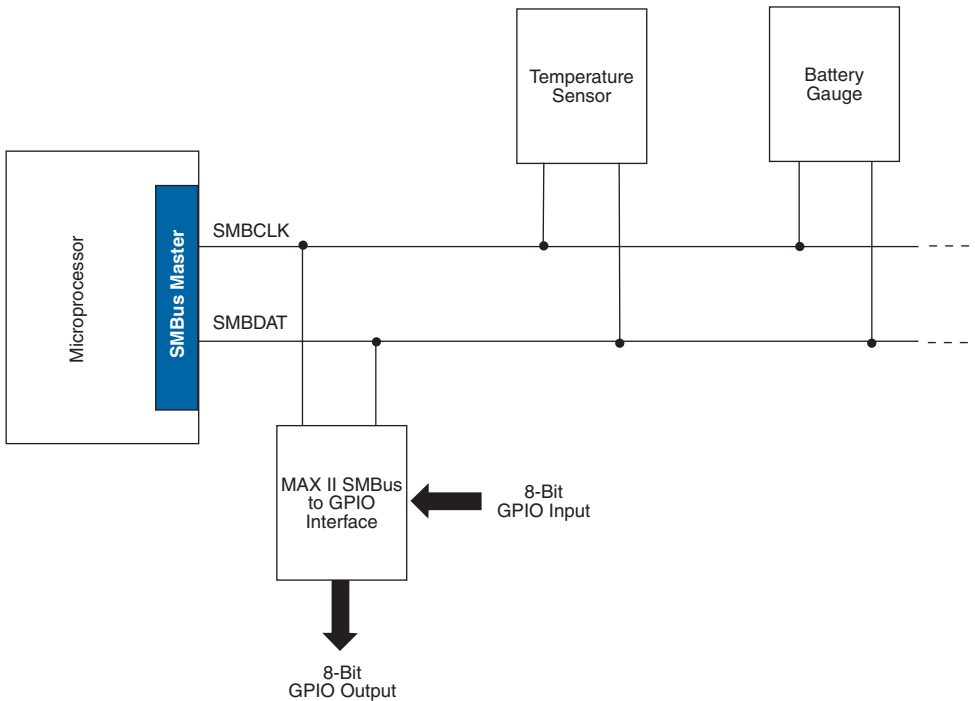 Temperature
Sensor
Battery
Gauge
Microprocessor
SMBus Master
SMBCLK
SMBDAT
MAX II SMBus
to GPIO
Interface
8-Bit
GPIO Input
8-Bit
GPIO Output